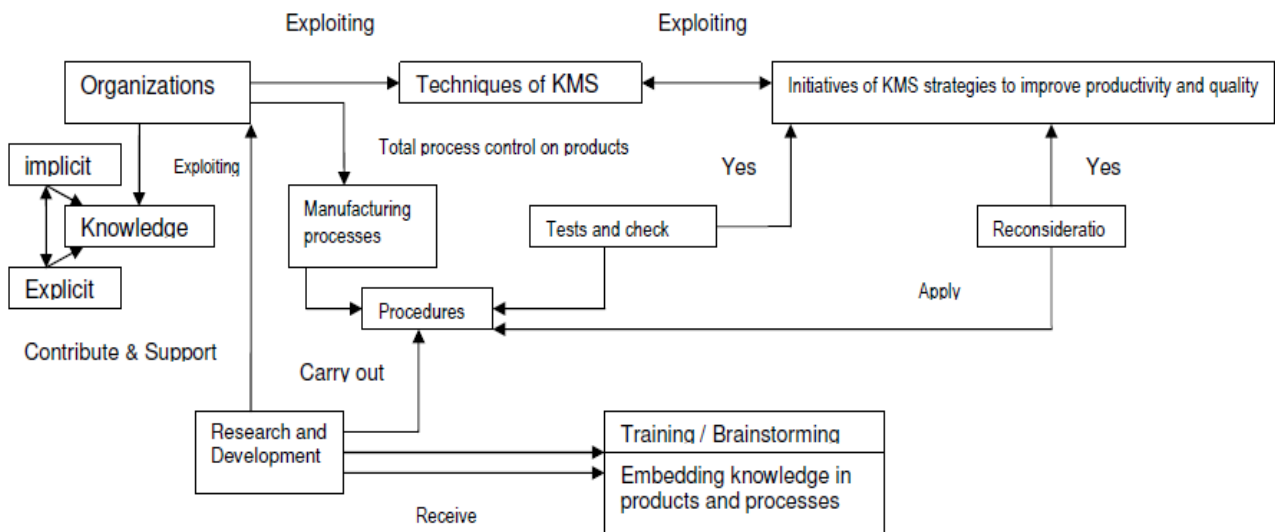 Exploiting
Exploiting
Organizations
Techniques of KMS
Initiatives of KMS strategies to improve productivity and quality
Total process control on products
implicit
Exploiting
Yes
Yes
Knowledge
Manufacturing
processes
Tests and check
Reconsideratio
Explicit
Procedures
Apply
Contribute & Support
Carry out
Research and
Development
Training / Brainstorming
Embedding knowledge in
products and processes
Receive